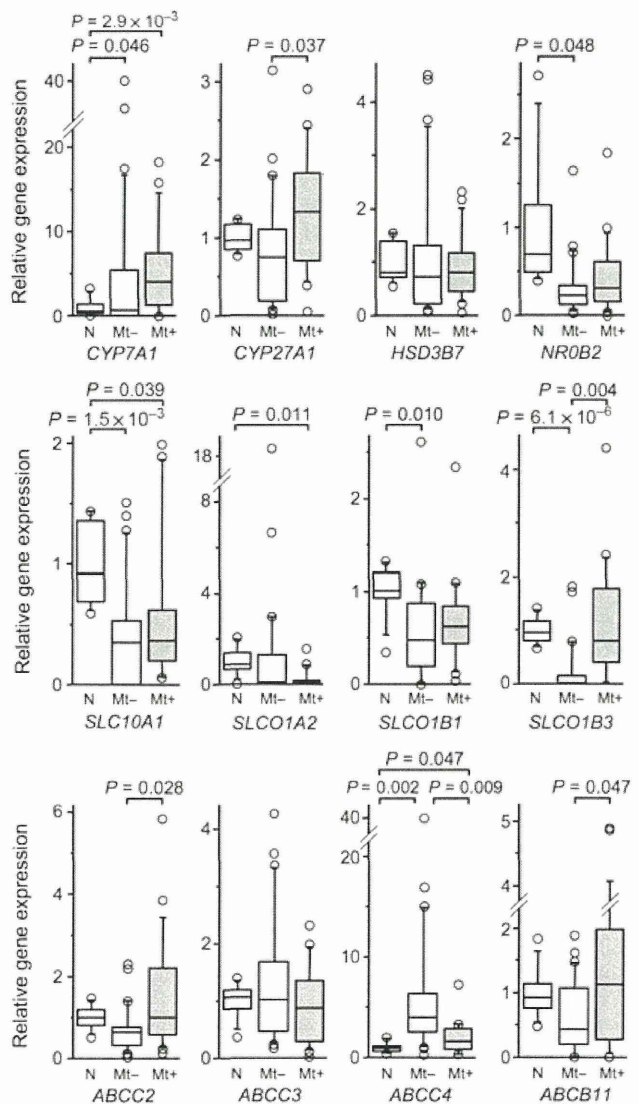 P = 2.9 × 10−3
P = 0.046
P = 0.037
P = 0.048
Relative gene expression
40
20
10
0
3
2
1
0
4
2
0
2
1
0
N Mt− Mt+
N Mt− Mt+
N Mt− Mt+
N Mt− Mt+
CYP7A1
CYP27A1
HSD3B7
NR0B2
P = 0.039
P = 1.5 × 10−3
P = 0.011
P = 0.010
P = 0.004
P = 6.1 × 10−6
Relative gene expression
2
1
0
18
8
4
0
2
1
0
4
2
0
N Mt− Mt+
N Mt− Mt+
N Mt− Mt+
N Mt− Mt+
SLC10A1
SLCO1A2
SLCO1B1
SLCO1B3
P = 0.028
P = 0.047
P = 0.002
P = 0.009
P = 0.047
Relative gene expression
6
4
2
0
4
2
0
40
20
10
0
5
4
2
1
0
N Mt− Mt+
N Mt− Mt+
N Mt− Mt+
N Mt− Mt+
ABCC2
ABCC3
ABCC4
ABCB11